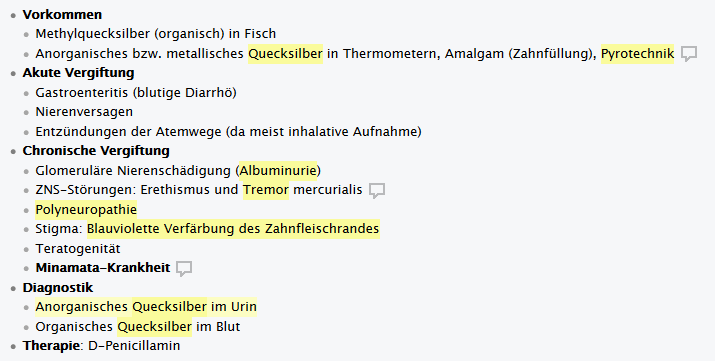 Vorkommen
Methylquecksilber (organisch) in Fisch
Anorganisches bzw. metallisches Quecksilber in Thermometern, Amalgam (Zahnfüllung), Pyrotechnik
Akute Vergiftung
Gastroenteritis (blutige Diarrhö)
Nierenversagen
Entzündungen der Atemwege (da meist inhalative Aufnahme)
Chronische Vergiftung
Glomeruläre Nierenschädigung (Albuminurie)
ZNS-Störungen: Erethismus und Tremor mercurialis
Polyneuropathie
Stigma: Blauviolette Verfärbung des Zahnfleischrandes
Teratogenität
Minamata-Krankheit
Diagnostik
Anorganisches Quecksilber im Urin
Organisches Quecksilber im Blut
Therapie: D-Penicillamin